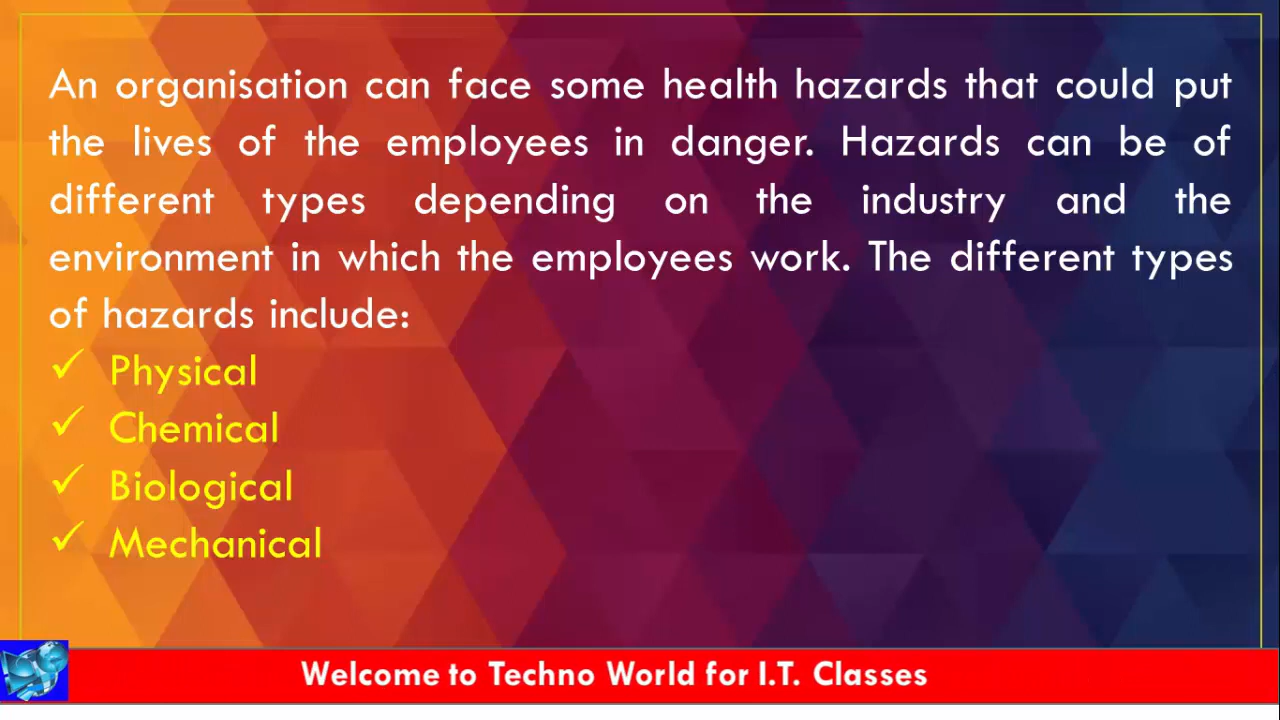 An organisation can face some health hazards that could put
the lives of the employees in danger. Hazards can be of
different types depending on the industry and the
environment in which the employees work. The different types
of hazards include:
✓ Physical
✓ Chemical
✓ Biological
✓ Mechanical
Welcome to Techno World for I.T. Classes